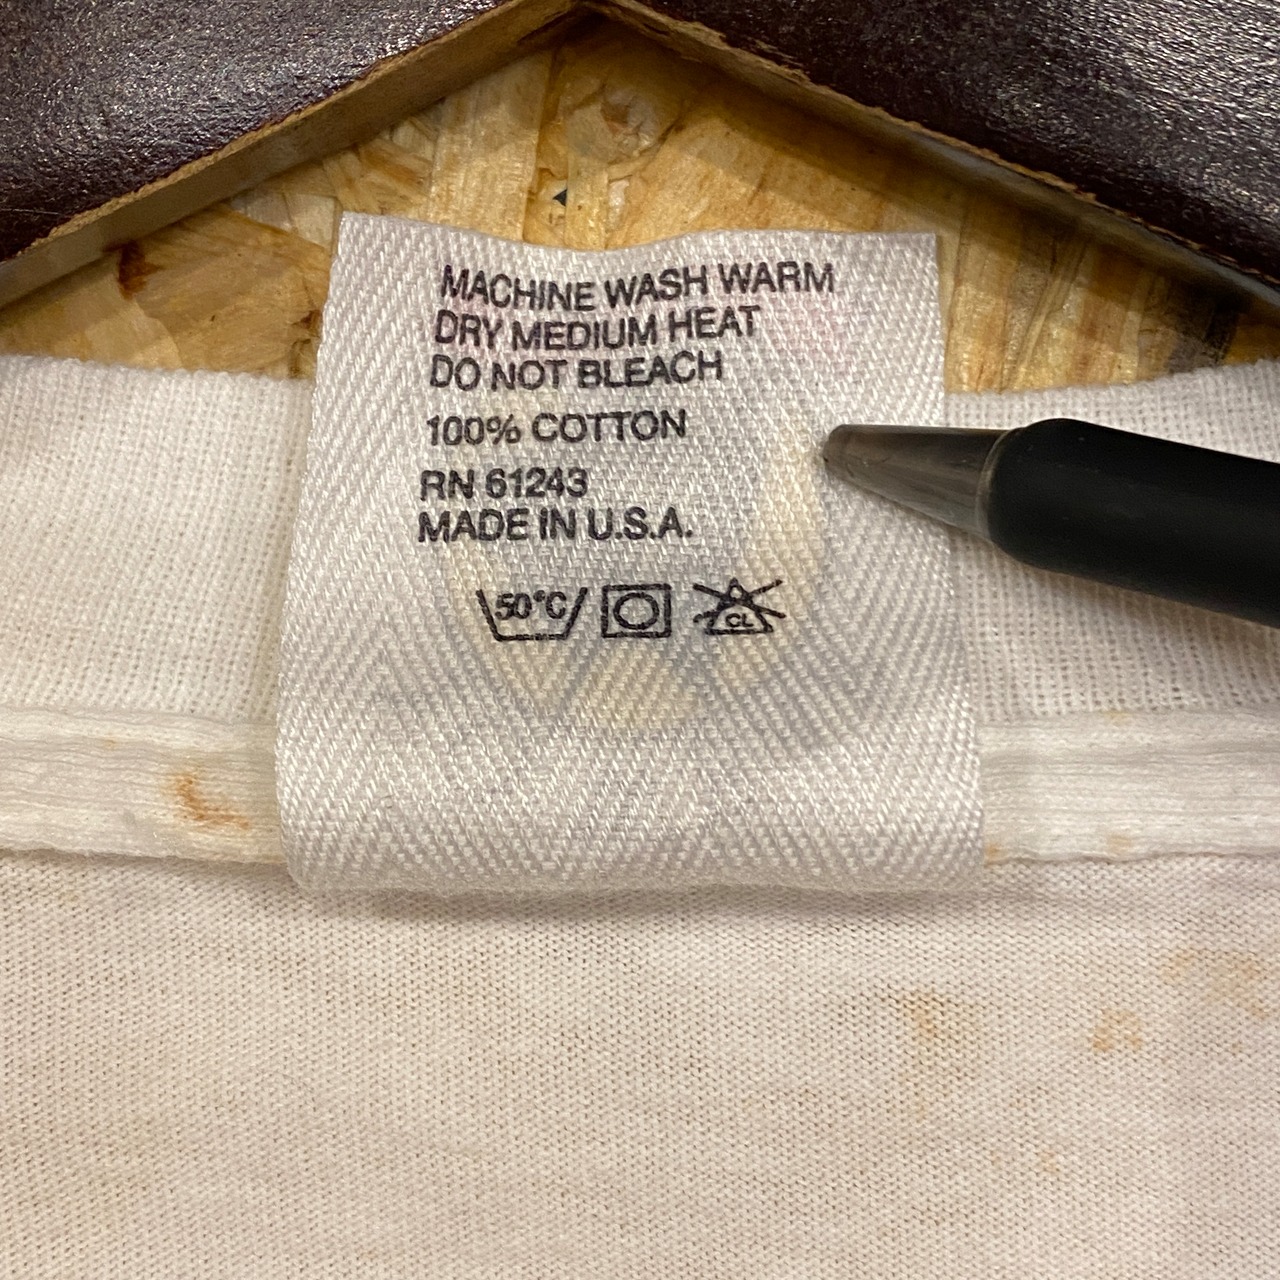 MACHINE WASH WARM
DRY MEDIUM HEAT
DO NOT BLEACH
100% COTTON
RN 61243
MADE IN U.S.A.
50°C
CL